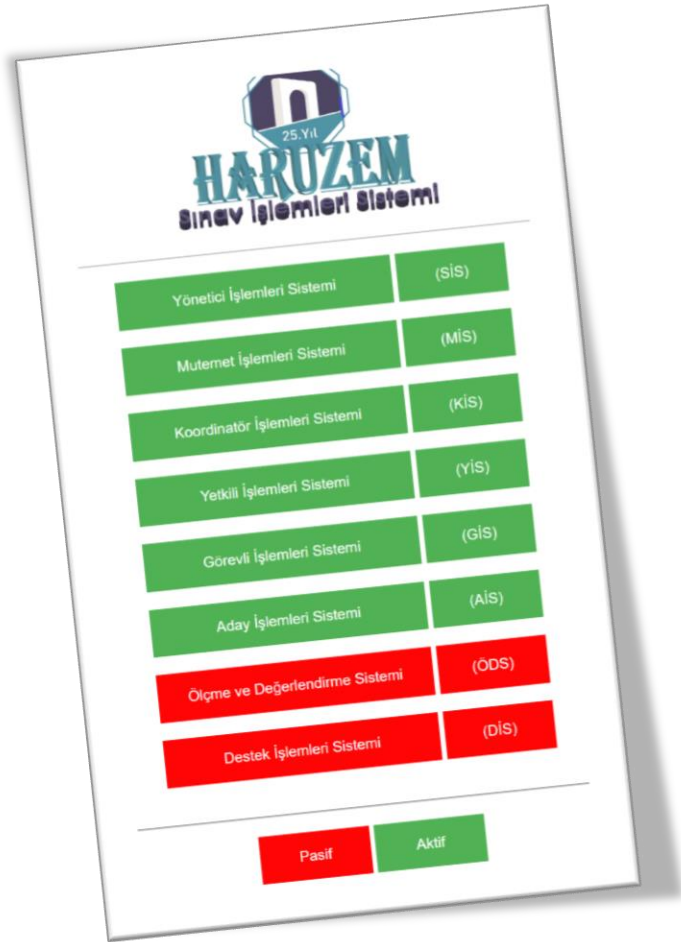 25.Yıl
HARUZEM
Sınav İşlemleri Sistemi
Yönetici İşlemleri Sistemi (SİS)
Mutemet İşlemleri Sistemi (MİS)
Koordinatör İşlemleri Sistemi (KİS)
Yetkili İşlemleri Sistemi (YİS)
Görevli İşlemleri Sistemi (GİS)
Aday İşlemleri Sistemi (AİS)
Ölçme ve Değerlendirme Sistemi (ÖDS)
Destek İşlemleri Sistemi (DİS)
Pasif Aktif